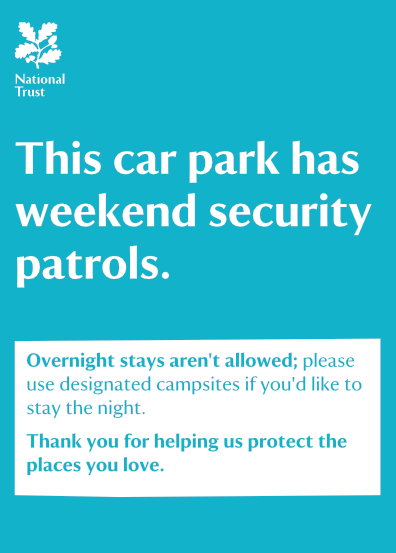 National
Trust
This car park has
weekend security
patrols.
Overnight stays aren't allowed; please
use designated campsites if you'd like to
stay the night.
Thank you for helping us protect the
places you love.